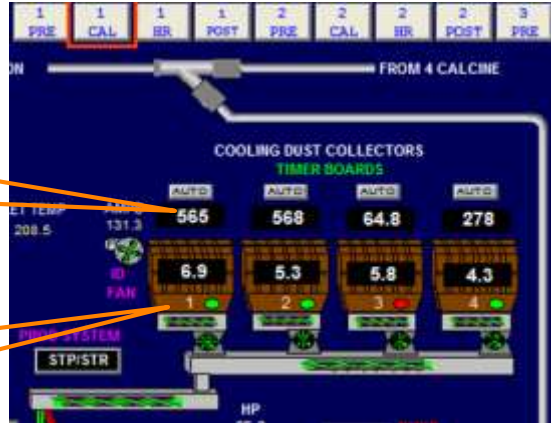 1 PRE
1 CAL
1 HR
1 POST
2 PRE
2 CAL
2 HR
2 POST
3 PRE
ON
FROM 4 CALCINE
COOLING DUST COLLECTORS
TIMER BOARDS
AUTO AUTO AUTO AUTO
565 568 64.8 278
ET TEMP AMPS
208.5 131.3
6.9 5.3 5.8 4.3
ID
FAN
1 2 3 4
PROD SYSTEM
STP/STR
HP